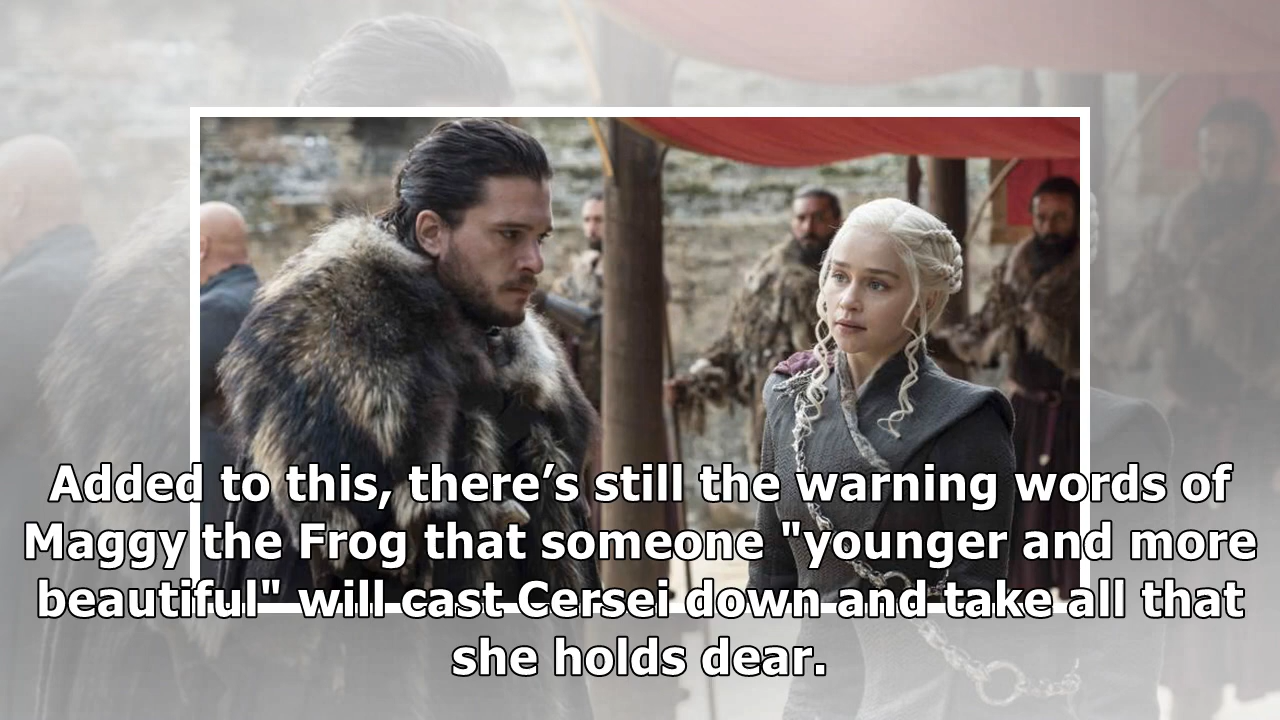 Added to this, there’s still the warning words of
Maggy the Frog that someone "younger and more
beautiful" will cast Cersei down and take all that
she holds dear.